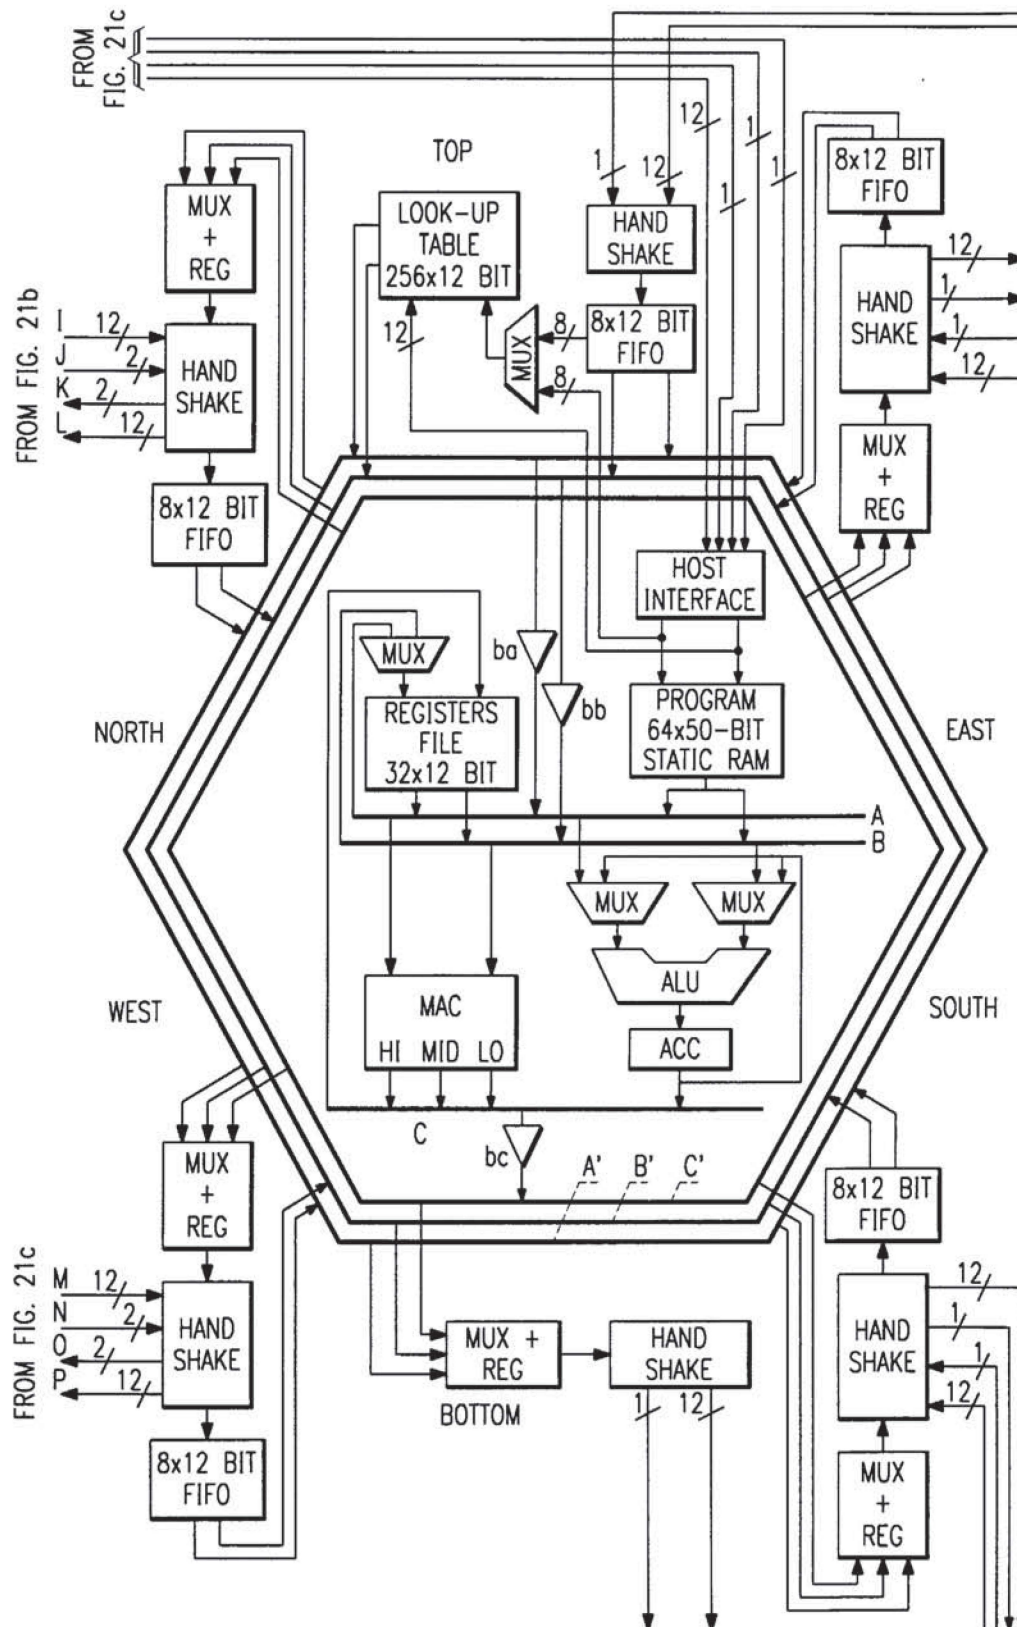 FROM
FIG. 21c
TOP
1
12
12
1
1
1
8x12 BIT
FIFO
MUX
+
REG
LOOK-UP
TABLE
256x12 BIT
HAND
SHAKE
HAND
SHAKE
12
1
1
12
FROM FIG. 21b
I
12
J
2
K
2
L
12
HAND
SHAKE
12
MUX
8
8
8x12 BIT
FIFO
MUX
+
REG
8x12 BIT
FIFO
HOST
INTERFACE
MUX
ba
bb
REGISTERS
FILE
32x12 BIT
PROGRAM
64x50-BIT
STATIC RAM
NORTH
EAST
A
B
MUX
MUX
ALU
MAC
HI MID LO
ACC
WEST
SOUTH
C
bc
A'
B'
C'
MUX
+
REG
8x12 BIT
FIFO
FROM FIG. 21c
M
12
N
2
O
2
P
12
HAND
SHAKE
MUX +
REG
HAND
SHAKE
BOTTOM
1
12
HAND
SHAKE
12
1
1
12
8x12 BIT
FIFO
MUX
+
REG